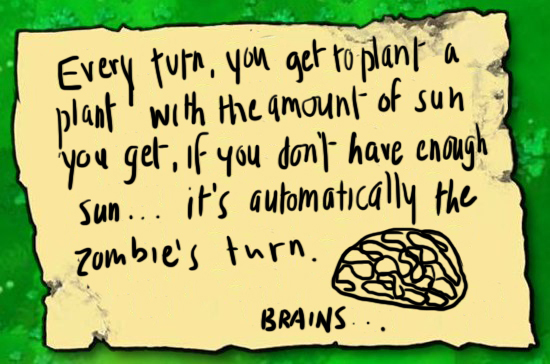 Every turn, you get to plant a
plant with the amount of sun
you get, if you don't have enough
sun... it's automatically the
zombie's turn.
BRAINS...